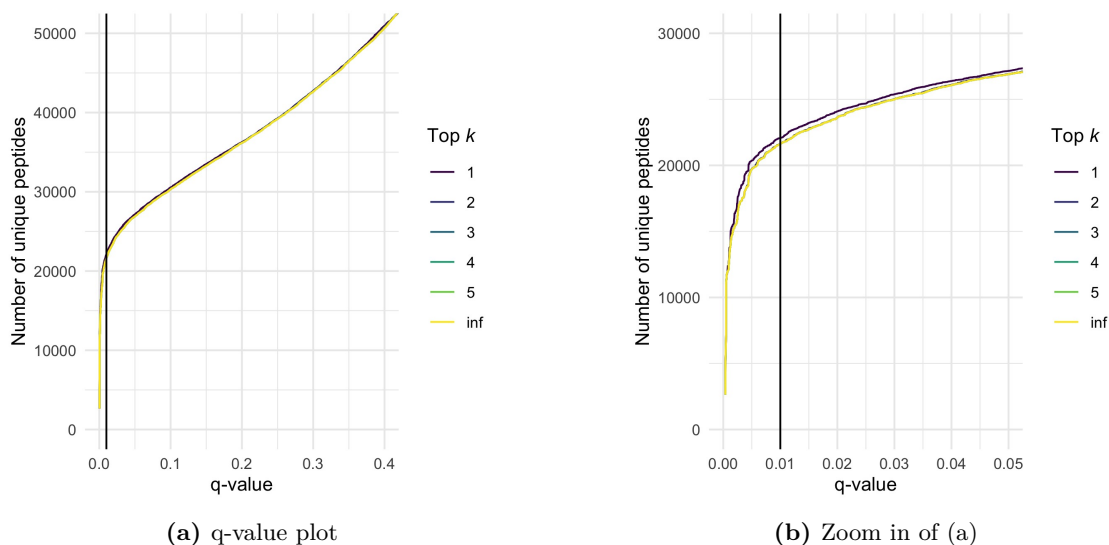 50000
40000
30000
20000
10000
0
Number of unique peptides
0.0 0.1 0.2 0.3 0.4
q-value
Top k
1
2
3
4
5
inf
(a) q-value plot
30000
20000
10000
0
Number of unique peptides
0.00 0.01 0.02 0.03 0.04 0.05
q-value
Top k
1
2
3
4
5
inf
(b) Zoom in of (a)